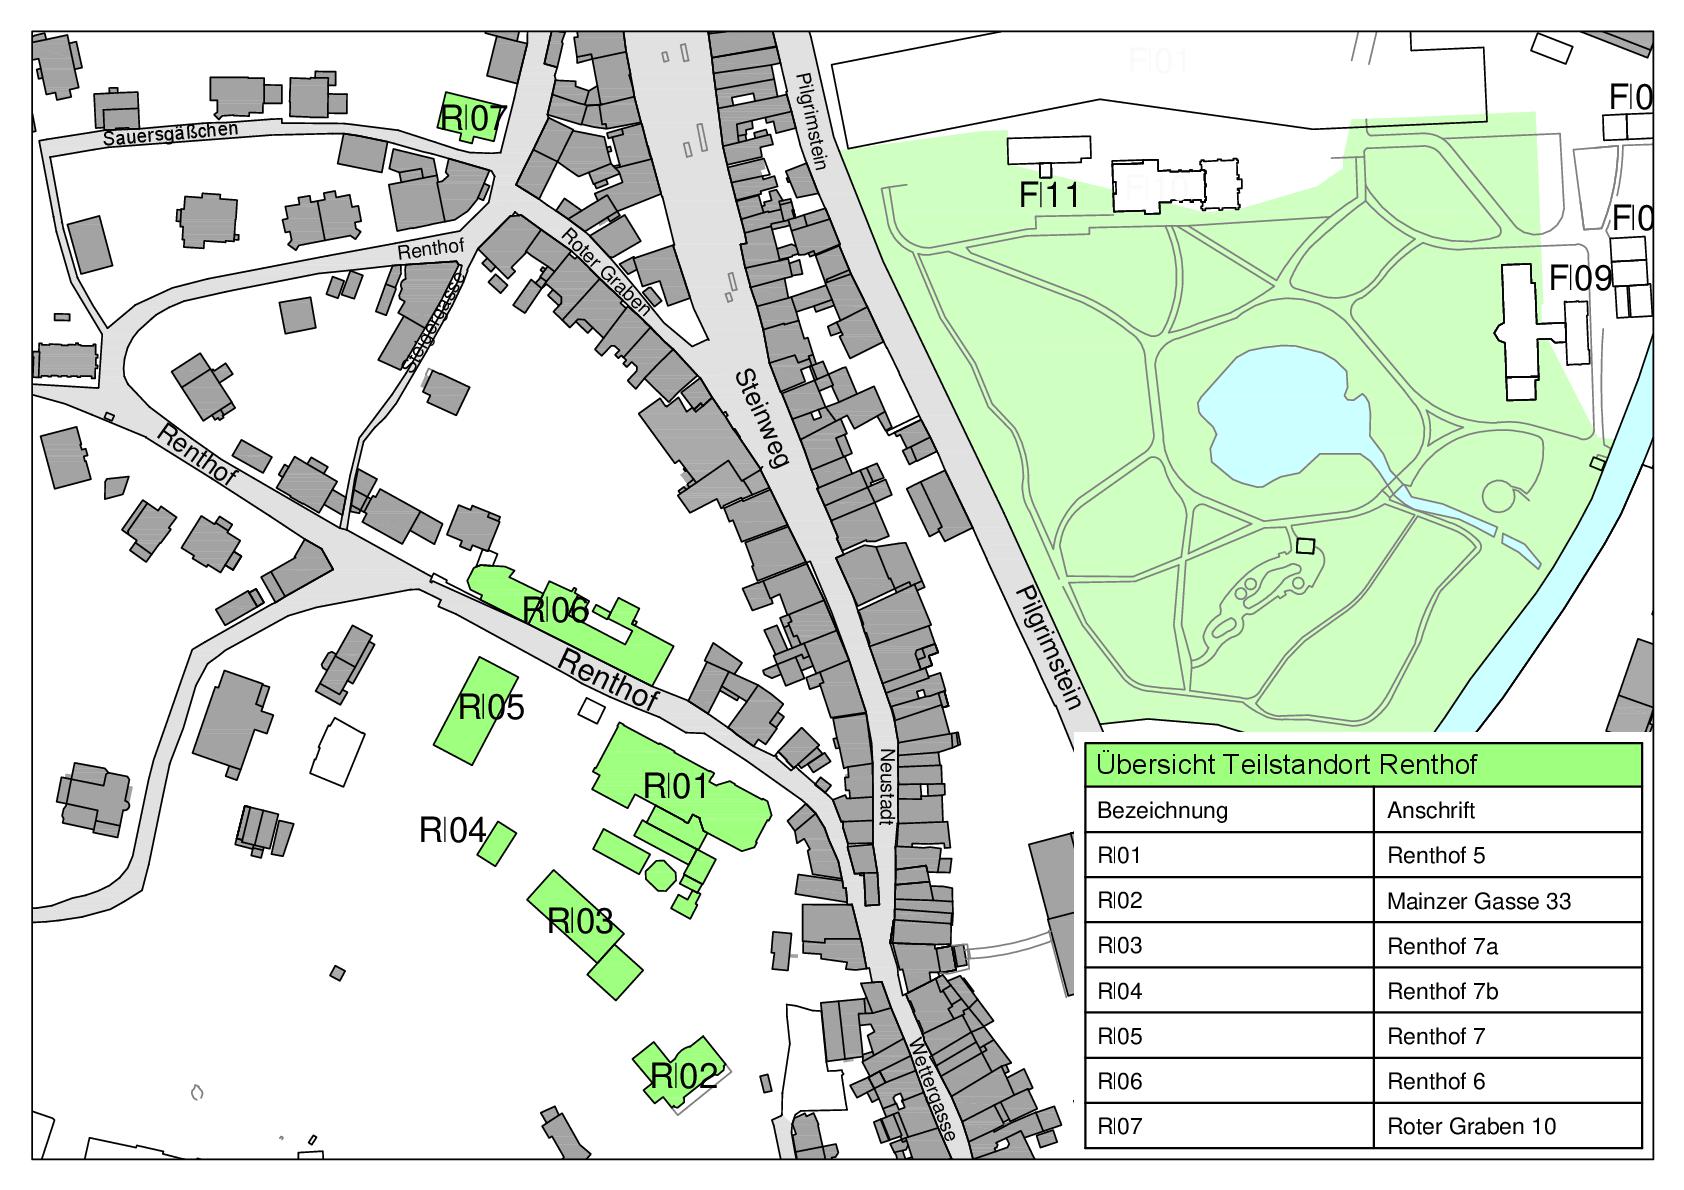 F|01
F|0
Pilgrimstein
R|07
Sauersgäßchen
F|11
F|10
F|0
Roter Graben
Renthof
F|09
Steigergasse
Steinweg
Renthof
R|06
Pilgrimstein
Renthof
R|05
Neustadt
R|01
R|04
R|03
Wettergasse
R|02
Übersicht Teilstandort Renthof
Bezeichnung Anschrift
R|01 Renthof 5
R|02 Mainzer Gasse 33
R|03 Renthof 7a
R|04 Renthof 7b
R|05 Renthof 7
R|06 Renthof 6
R|07 Roter Graben 10